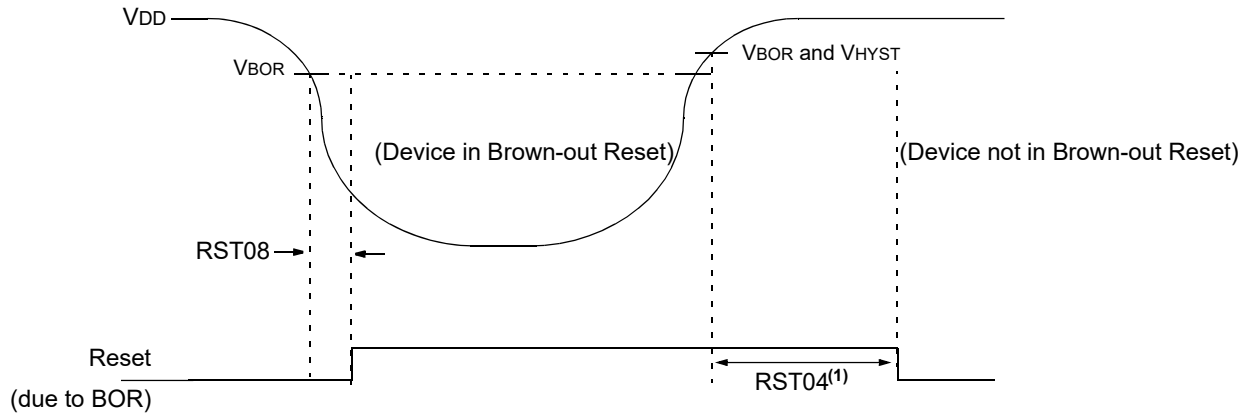 VDD
VBOR
VBOR and VHYST
(Device in Brown-out Reset)
(Device not in Brown-out Reset)
RST08
Reset
(due to BOR)
RST04(1)